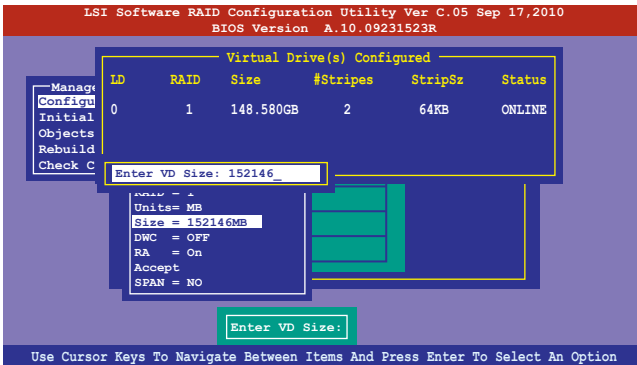 LSI Software RAID Configuration Utility Ver C.05 Sep 17,2010
BIOS Version A.10.09231523R
Virtual Drive(s) Configured
LD RAID Size #Stripes StripSz Status
0 1 148.580GB 2 64KB ONLINE
Manage
Configu
Initial
Objects
Rebuild
Check C
Enter VD Size: 152146_
RAID = 1
Units= MB
Size = 152146MB
DWC = OFF
RA = On
Accept
SPAN = NO
Enter VD Size:
Use Cursor Keys To Navigate Between Items And Press Enter To Select An Option